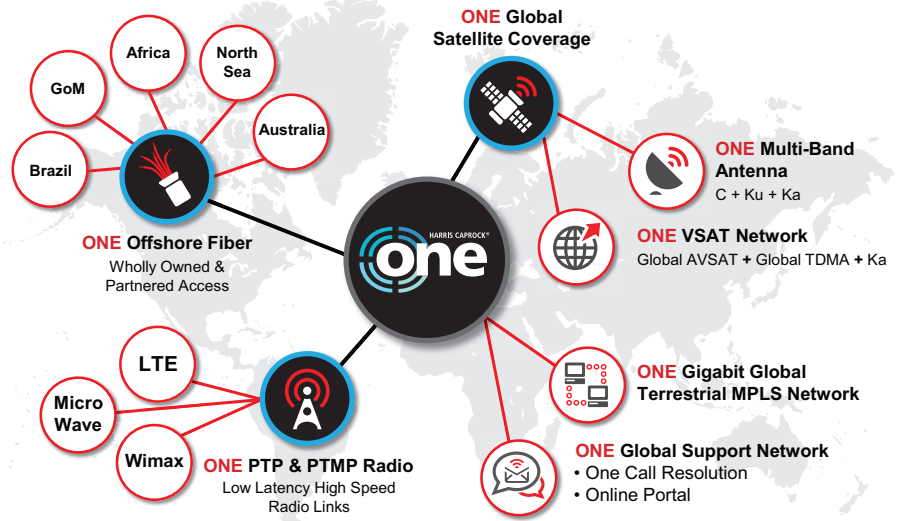 ONE Global
Satellite Coverage
Africa
North
Sea
GoM
Australia
Brazil
ONE Multi-Band
Antenna
C + Ku + Ka
ONE Offshore Fiber
Wholly Owned &
Partnered Access
HARRIS CAPROCK®
one
ONE VSAT Network
Global AVSAT + Global TDMA + Ka
LTE
Micro
Wave
Wimax
ONE PTP & PTMP Radio
Low Latency High Speed
Radio Links
ONE Gigabit Global
Terrestrial MPLS Network
ONE Global Support Network
• One Call Resolution
• Online Portal